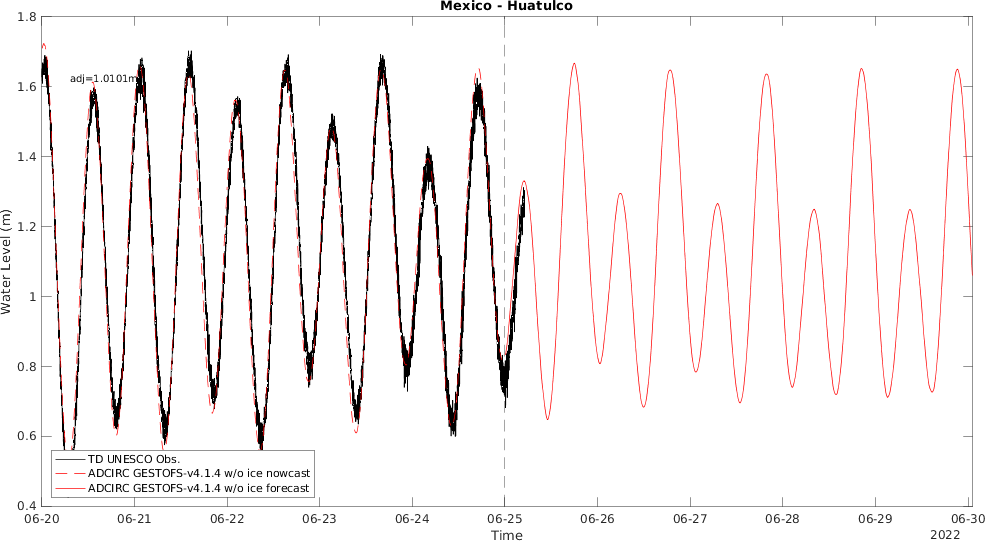 Mexico - Huatulco
1.8
1.6
1.4
1.2
1
0.8
0.6
0.4
Water Level (m)
adj=1.0101m
TD UNESCO Obs.
ADCIRC GESTOFS-v4.1.4 w/o ice nowcast
ADCIRC GESTOFS-v4.1.4 w/o ice forecast
06-20 06-21 06-22 06-23 06-24 06-25 06-26 06-27 06-28 06-29 06-30
Time
2022